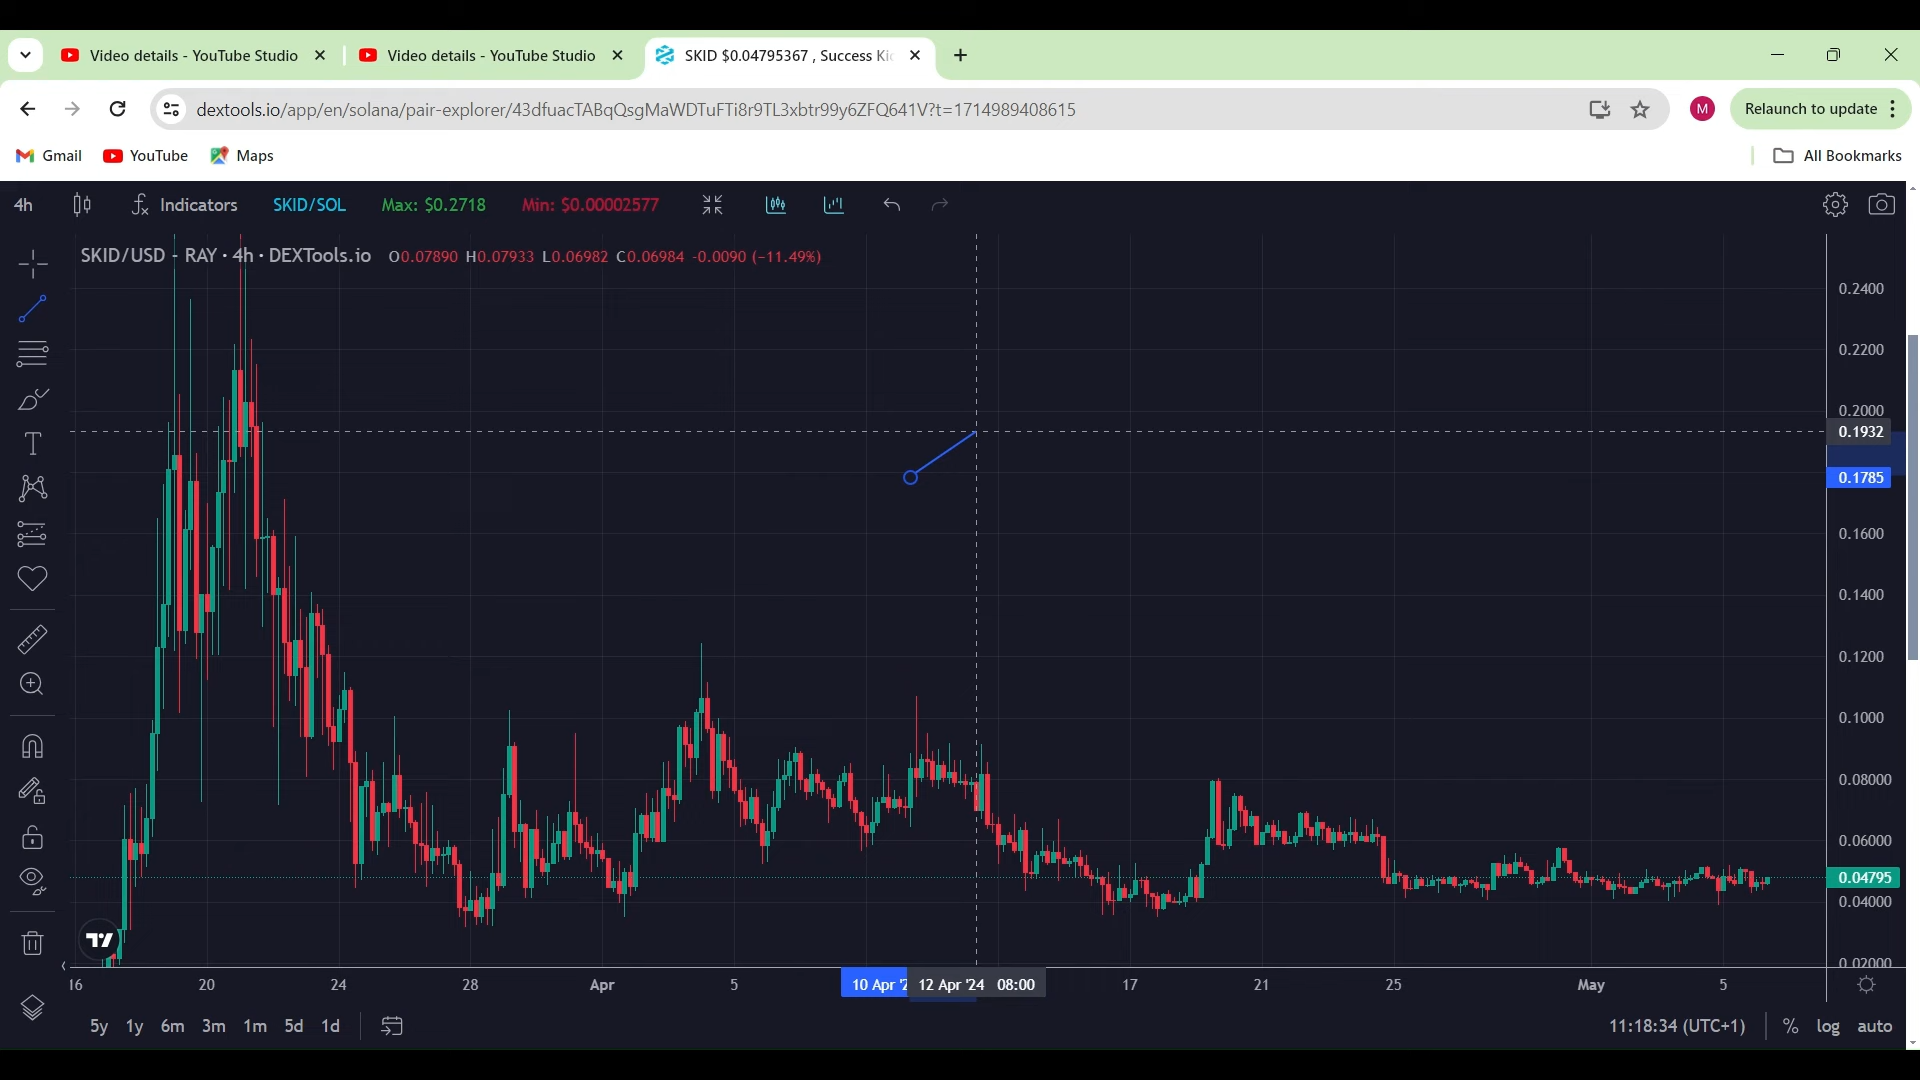 Video details - YouTube Studio
Video details - YouTube Studio
SKID $0.04795367 , Success Ki
dextools.io/app/en/solana/pair-explorer/43dfuacTABqQsgMaWDTuFTi8r9TL3xbtr99y6ZFQ641V?t=1714989408615
M
Relaunch to update
Gmail
YouTube
Maps
All Bookmarks
4h
Indicators
SKID/SOL
Max: $0.2718
Min: $0.00002577
SKID/USD - RAY · 4h · DEXTools.io
O0.07890 H0.07933 L0.06982 C0.06984 -0.0090 (−11.49%)
0.2400
0.2200
0.2000
0.1932
0.1785
0.1600
0.1400
0.1200
0.1000
0.08000
0.06000
0.04795
0.04000
0.02000
16
20
24
28
Apr
5
10 Apr '2
12 Apr '24 08:00
17
21
25
May
5
5y
1y
6m
3m
1m
5d
1d
11:18:34 (UTC+1)
%
log
auto